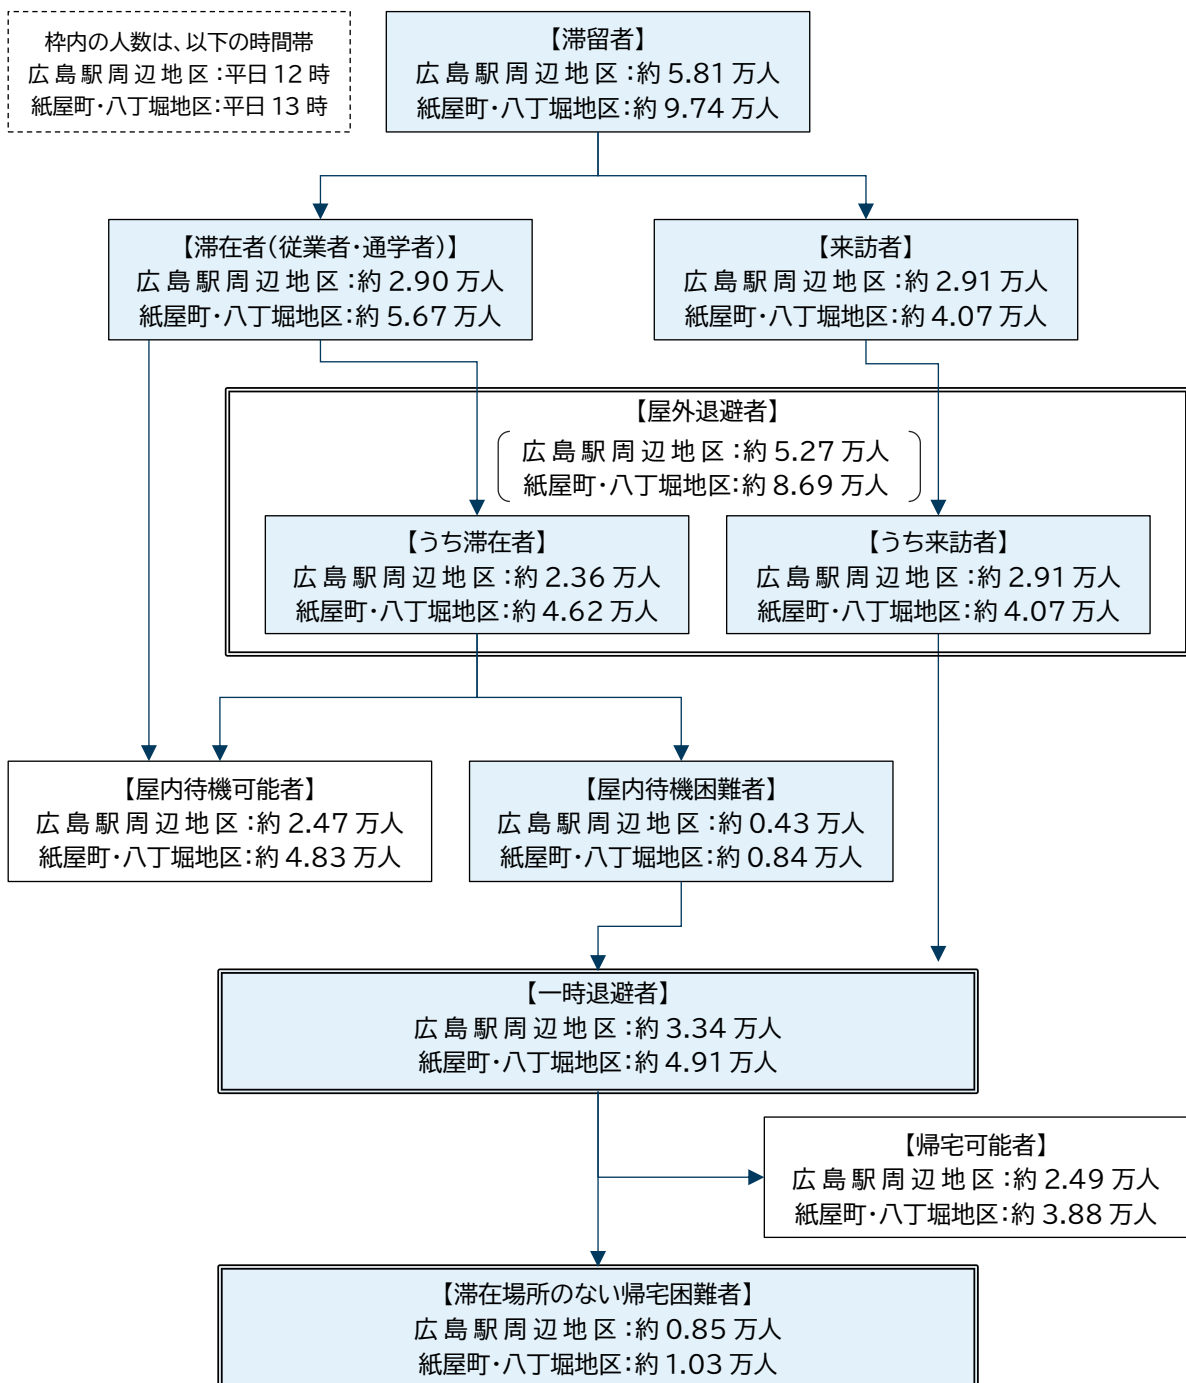 枠内の人数は、以下の時間帯
広島駅周辺地区：平日12時
紙屋町・八丁堀地区：平日13時
【滞留者】
広島駅周辺地区：約5.81万人
紙屋町・八丁堀地区：約9.74万人
【滞在者（従業者・通学者）】
広島駅周辺地区：約2.90万人
紙屋町・八丁堀地区：約5.67万人
【来訪者】
広島駅周辺地区：約2.91万人
紙屋町・八丁堀地区：約4.07万人
【屋外退避者】
広島駅周辺地区：約5.27万人
紙屋町・八丁堀地区：約8.69万人
【うち滞在者】
広島駅周辺地区：約2.36万人
紙屋町・八丁堀地区：約4.62万人
【うち来訪者】
広島駅周辺地区：約2.91万人
紙屋町・八丁堀地区：約4.07万人
【屋内待機可能者】
広島駅周辺地区：約2.47万人
紙屋町・八丁堀地区：約4.83万人
【屋内待機困難者】
広島駅周辺地区：約0.43万人
紙屋町・八丁堀地区：約0.84万人
【一時退避者】
広島駅周辺地区：約3.34万人
紙屋町・八丁堀地区：約4.91万人
【帰宅可能者】
広島駅周辺地区：約2.49万人
紙屋町・八丁堀地区：約3.88万人
【滞在場所のない帰宅困難者】
広島駅周辺地区：約0.85万人
紙屋町・八丁堀地区：約1.03万人